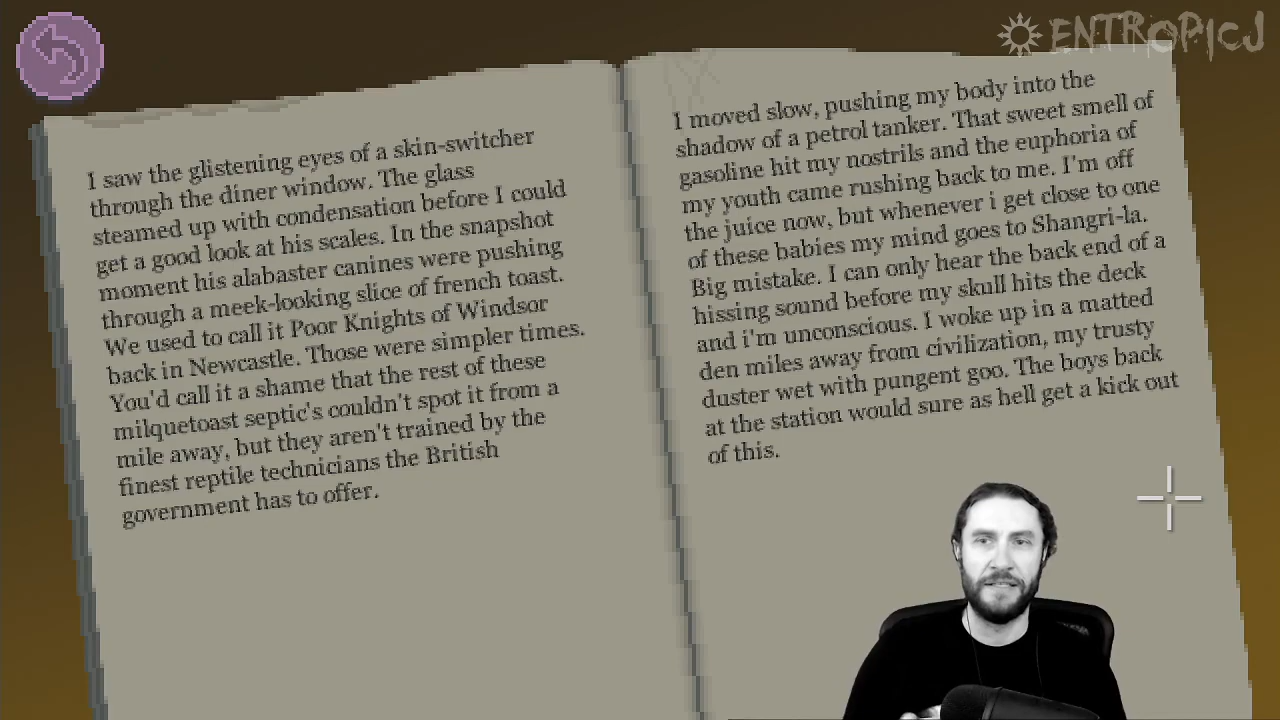 ENTROPICJ
I saw the glistening eyes of a skin-switcher
through the diner window. The glass
steamed up with condensation before I could
get a good look at his scales. In the snapshot
moment his alabaster canines were pushing
through a meek-looking slice of french toast.
We used to call it Poor Knights of Windsor
back in Newcastle. Those were simpler times.
You'd call it a shame that the rest of these
milquetoast septic's couldn't spot it from a
mile away, but they aren't trained by the
finest reptile technicians the British
government has to offer.
I moved slow, pushing my body into the
shadow of a petrol tanker. That sweet smell of
gasoline hit my nostrils and the euphoria of
my youth came rushing back to me. I'm off
the juice now, but whenever i get close to one
of these babies my mind goes to Shangri-la.
Big mistake. I can only hear the back end of a
hissing sound before my skull hits the deck
and i'm unconscious. I woke up in a matted
den miles away from civilization, my trusty
duster wet with pungent goo. The boys back
at the station would sure as hell get a kick out
of this.